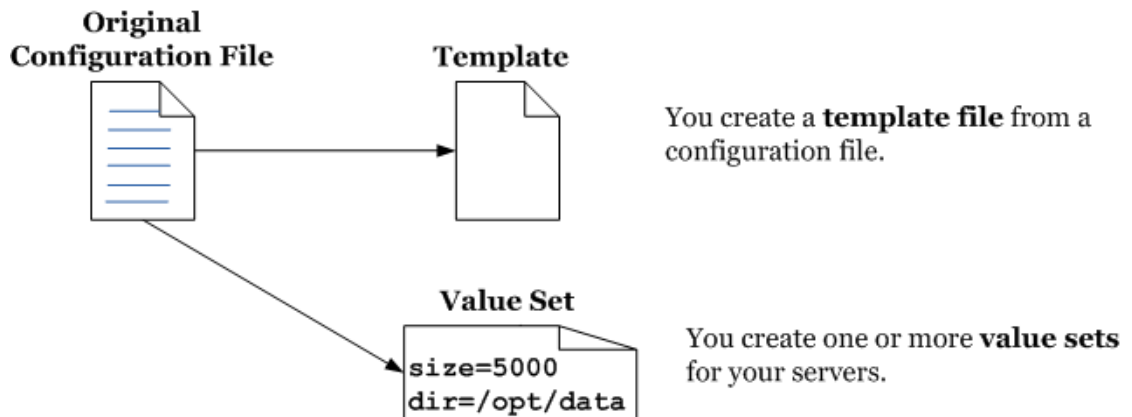 Original
Configuration File
Template
You create a template file from a
configuration file.
Value Set
size=5000
dir=/opt/data
You create one or more value sets
for your servers.